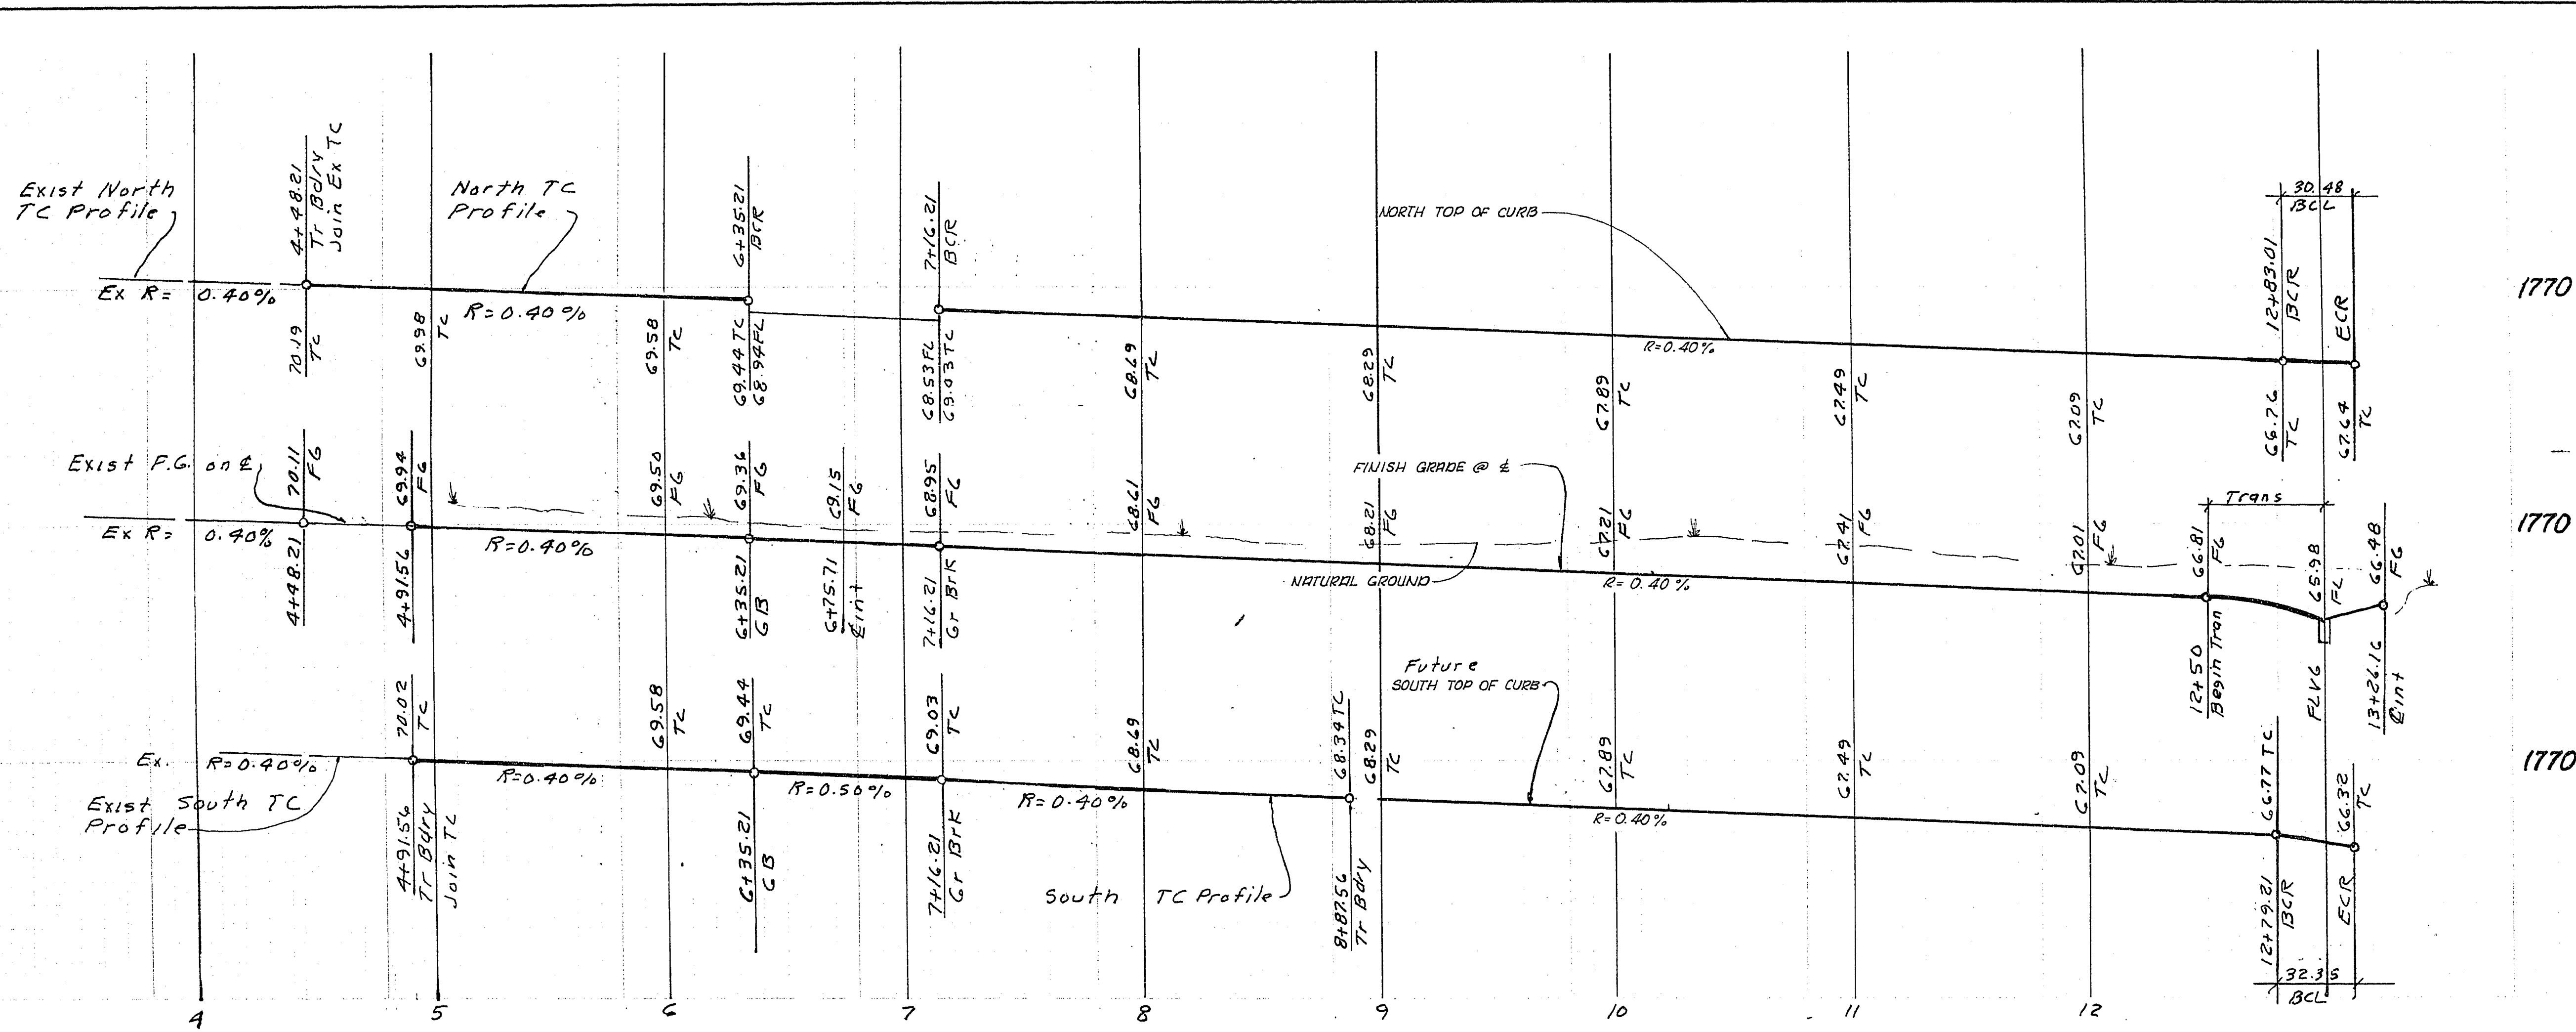 Exist North
TC Profile
4+48.21
Tr Bdry
Join Ex TC
North TC
Profile
6+35.21
BCR
7+16.21
BCR
NORTH TOP OF CURB
30.48
BCL
12+83.01
BCR
ECR
1770
Ex R= 0.40%
R=0.40%
R=0.40%
70.19
TC
69.98
TC
69.58
TC
69.44 TC
68.94 FL
68.53 FL
69.03 TC
68.69
TC
68.29
TC
67.89
TC
67.49
TC
67.09
TC
66.76
TC
67.64
TC
Exist F.G. on ℄
70.11
FG
69.94
FG
69.50
FG
69.36
FG
69.15
FG
68.95
FG
68.61
FG
FINISH GRADE @ ℄
68.21
FG
67.21
FG
67.41
FG
67.01
FG
Trans
66.81
FG
65.98
FL
66.48
FG
1770
Ex R= 0.40%
R=0.40%
NATURAL GROUND
R=0.40%
4+48.21
4+91.56
6+35.21
GB
6+75.71
℄int
7+16.21
Gr Brk
12+50
Begin Tran
FLVG
13+26.16
℄int
70.02
TC
69.58
TC
69.44
TC
69.03
TC
68.69
TC
68.34 TC
68.29
TC
Future
SOUTH TOP OF CURB
67.89
TC
67.49
TC
67.09
TC
66.77 TC
66.32
TC
1770
Ex. R=0.40%
R=0.40%
R=0.50%
R=0.40%
R=0.40%
Exist South TC
Profile
4+91.56
Tr Bdry
Join TC
6+35.21
GB
7+16.21
Gr Brk
South TC Profile
8+87.56
Tr Bdry
12+79.21
BCR
ECR
32.35
BCL
4 5 6 7 8 9 10 11 12